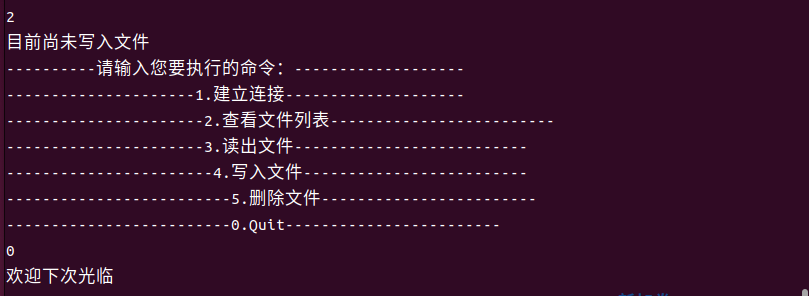 2
目前尚未写入文件
----------请输入您要执行的命令：-------------------
---------------------1.建立连接--------------------
----------------------2.查看文件列表-------------------------
----------------------3.读出文件--------------------------
-----------------------4.写入文件-------------------------
-------------------------5.删除文件------------------------
-------------------------0.Quit------------------------
0
欢迎下次光临